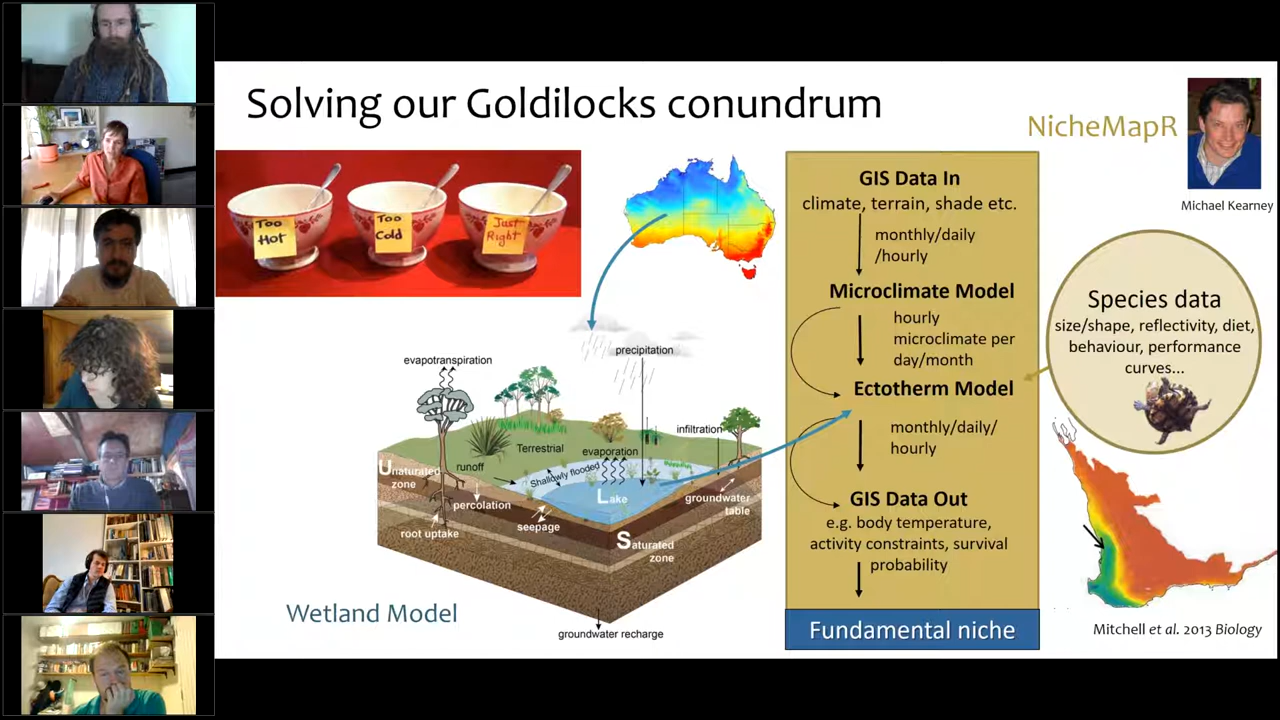 Solving our Goldilocks conundrum
NicheMapR
Michael Kearney
Too
Hot
Too
Cold
Just
Right
GIS Data In
climate, terrain, shade etc.
monthly/daily
/hourly
Microclimate Model
hourly
microclimate per
day/month
Ectotherm Model
monthly/daily/
hourly
GIS Data Out
e.g. body temperature,
activity constraints, survival
probability
Fundamental niche
Species data
size/shape, reflectivity, diet,
behaviour, performance
curves...
Mitchell et al. 2013 Biology
precipitation
evapotranspiration
infiltration
Terrestrial
evaporation
Unaturated
zone
runoff
Shallowly flooded
Lake
percolation
groundwater
table
root uptake
seepage
Saturated
zone
Wetland Model
groundwater recharge